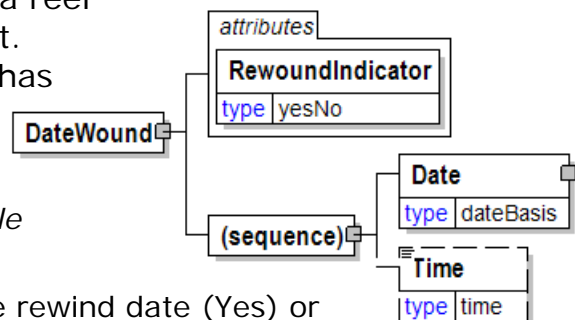 a reel
t.
has
le
e rewind date (Yes) or
attributes
RewoundIndicator
type yesNo
DateWound
(sequence)
Date
type dateBasis
Time
type time